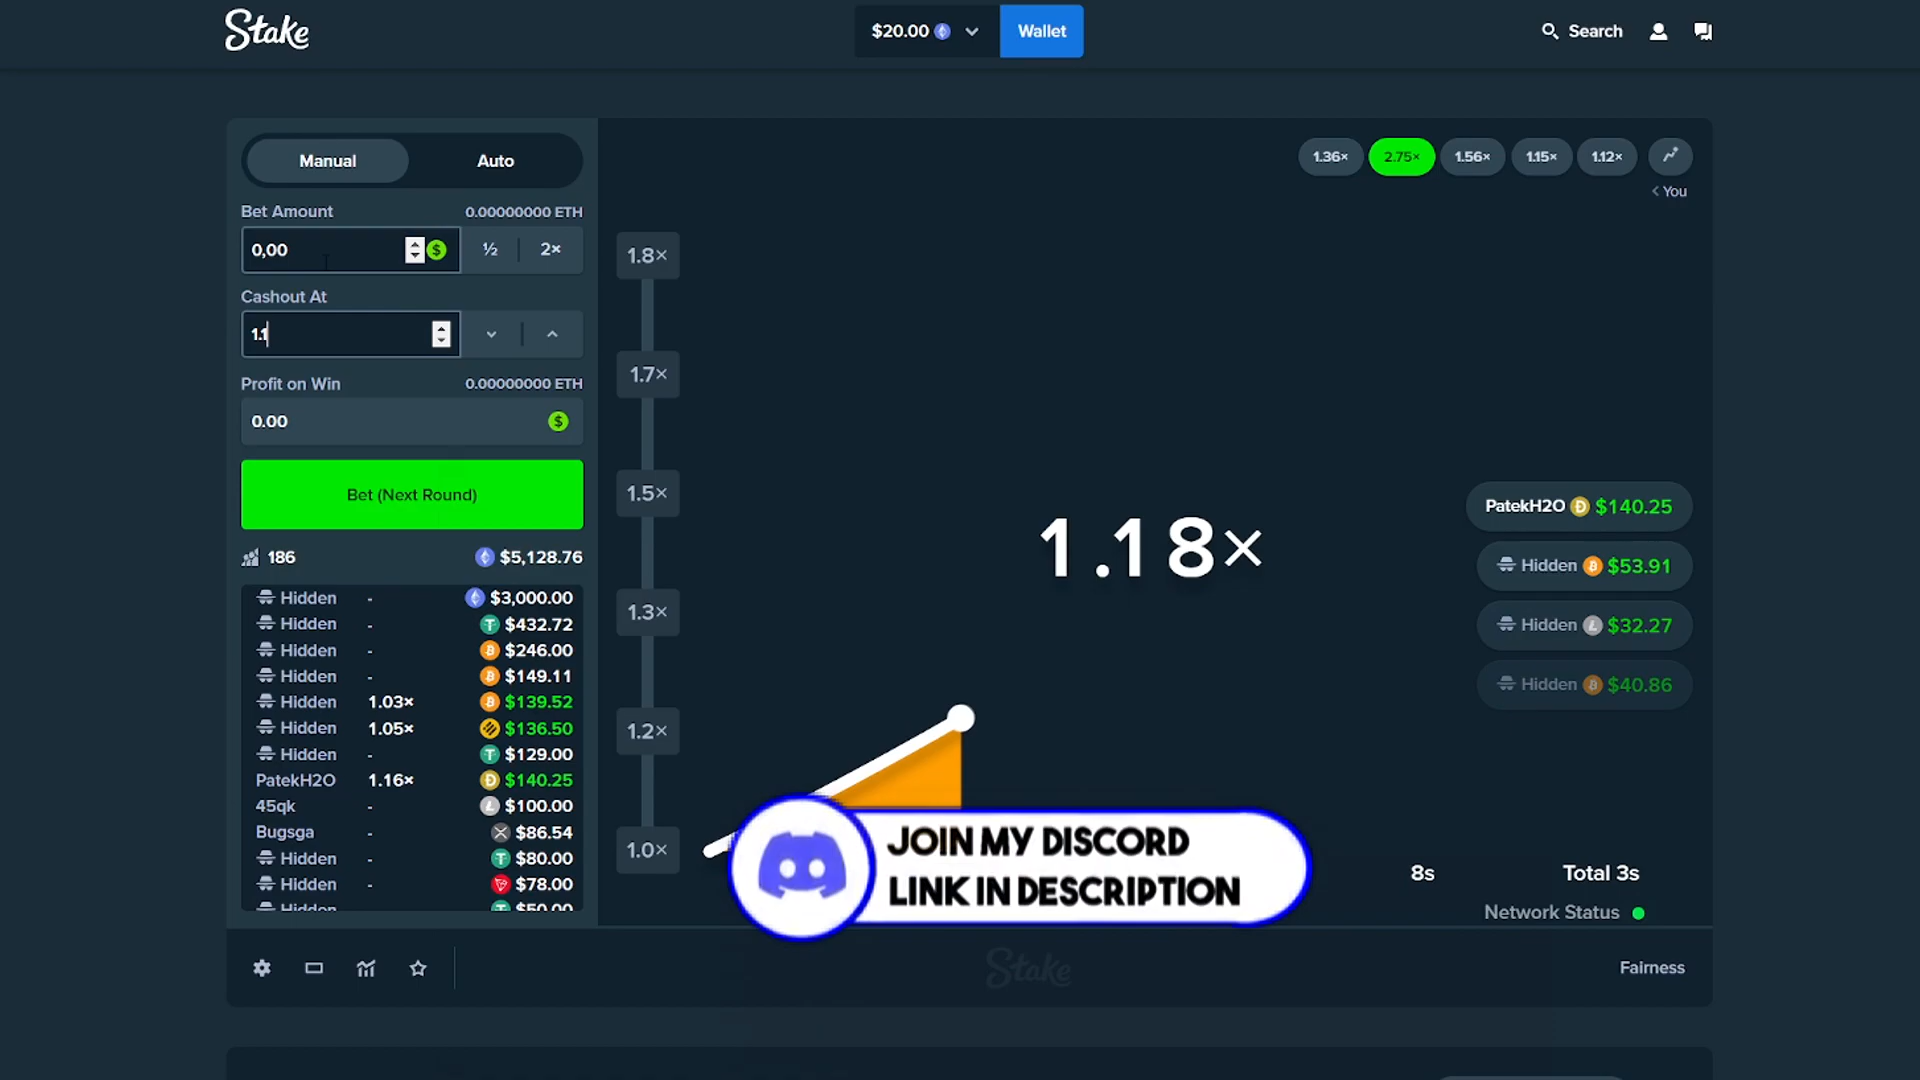 Stake
$20.00
Wallet
Search
Manual
Auto
Bet Amount
0.00000000 ETH
0,00
½
2×
Cashout At
1.1
Profit on Win
0.00000000 ETH
0.00
Bet (Next Round)
186
$5,128.76
Hidden - $3,000.00
Hidden - $432.72
Hidden - $246.00
Hidden - $149.11
Hidden 1.03× $139.52
Hidden 1.05× $136.50
Hidden - $129.00
PatekH2O 1.16× $140.25
45qk - $100.00
Bugsga - $86.54
Hidden - $80.00
Hidden - $78.00
Hidden $50.00
1.36×
2.75×
1.56×
1.15×
1.12×
< You
1.8×
1.7×
1.5×
1.3×
1.2×
1.0×
1.18×
PatekH2O $140.25
Hidden $53.91
Hidden $32.27
Hidden $40.86
JOIN MY DISCORD
LINK IN DESCRIPTION
8s
Total 3s
Network Status
Stake
Fairness